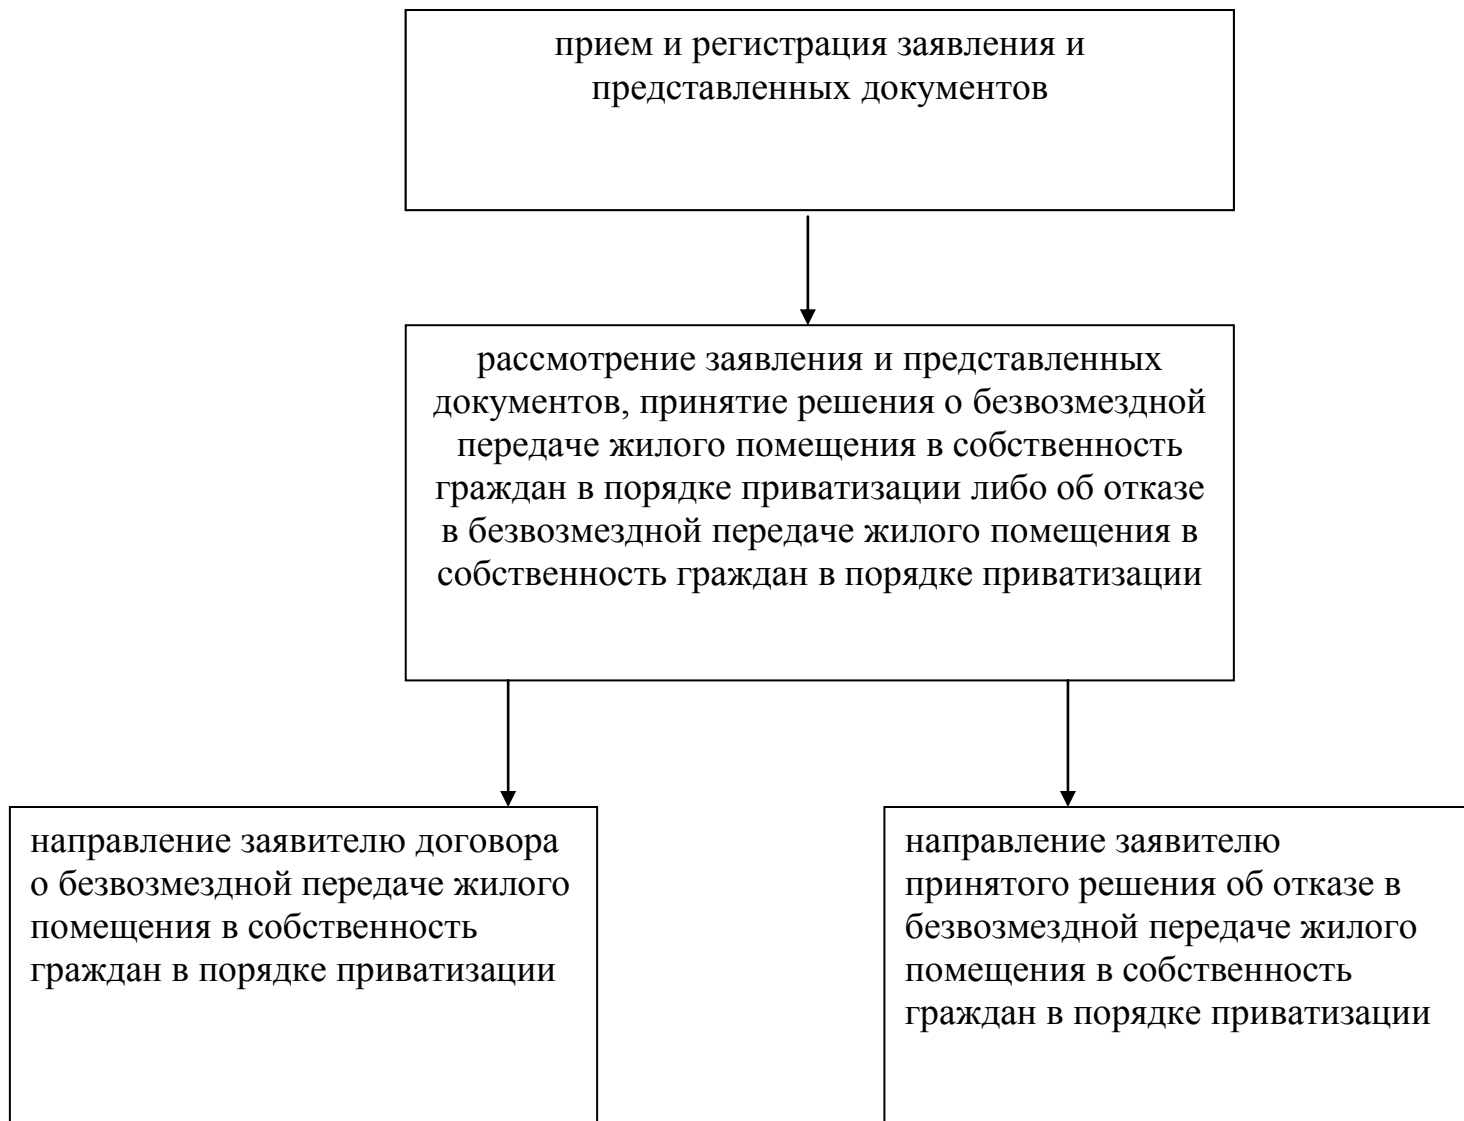 прием и регистрация заявления и
представленных документов
рассмотрение заявления и представленных
документов, принятие решения о безвозмездной
передаче жилого помещения в собственность
граждан в порядке приватизации либо об отказе
в безвозмездной передаче жилого помещения в
собственность граждан в порядке приватизации
направление заявителю договора
о безвозмездной передаче жилого
помещения в собственность
граждан в порядке приватизации
направление заявителю
принятого решения об отказе в
безвозмездной передаче жилого
помещения в собственность
граждан в порядке приватизации